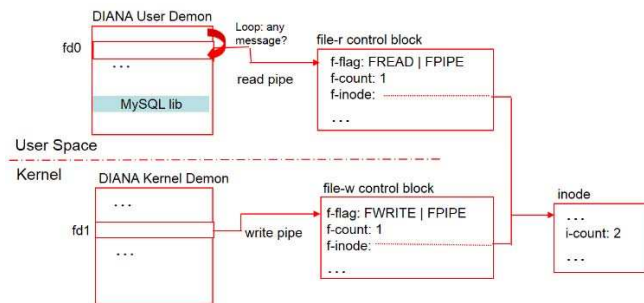 DIANA User Demon
fd0
...
MySQL lib
Loop: any
message?
read pipe
file-r control block
f-flag: FREAD | FPIPE
f-count: 1
f-inode:
...
User Space
Kernel
DIANA Kernel Demon
...
fd1
...
write pipe
file-w control block
f-flag: FWRITE | FPIPE
f-count: 1
f-inode:
...
inode
...
i-count: 2
...